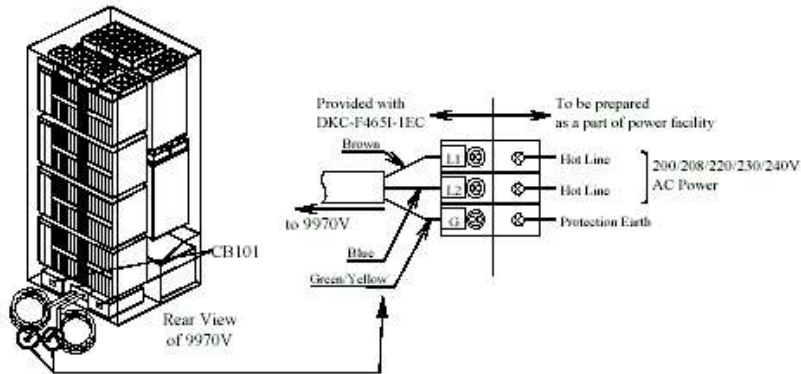 Provided with
DKC-F465I-1EC
To be prepared
as a part of power facility
Brown
L1
Hot Line
200/208/220/230/240V
AC Power
L2
Hot Line
to 9970V
G
Protection Earth
CB101
Blue
Green/Yellow
Rear View
of 9970V